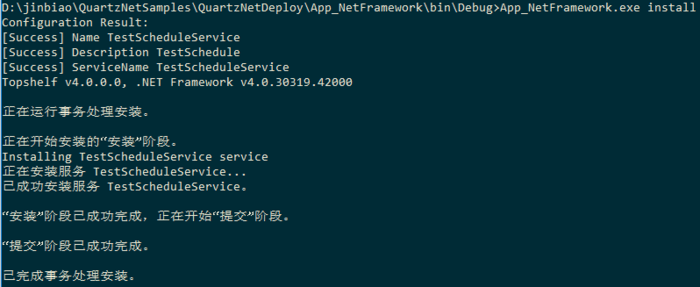 D:\jinbiao\QuartzNetSamples\QuartzNetDeploy\App_NetFramework\bin\Debug>App_NetFramework.exe install
Configuration Result:
[Success] Name TestScheduleService
[Success] Description TestSchedule
[Success] ServiceName TestScheduleService
Topshelf v4.0.0.0, .NET Framework v4.0.30319.42000
正在运行事务处理安装。
正在开始安装的“安装”阶段。
Installing TestScheduleService service
正在安装服务 TestScheduleService...
已成功安装服务 TestScheduleService。
“安装”阶段已成功完成，正在开始“提交”阶段。
“提交”阶段已成功完成。
已完成事务处理安装。